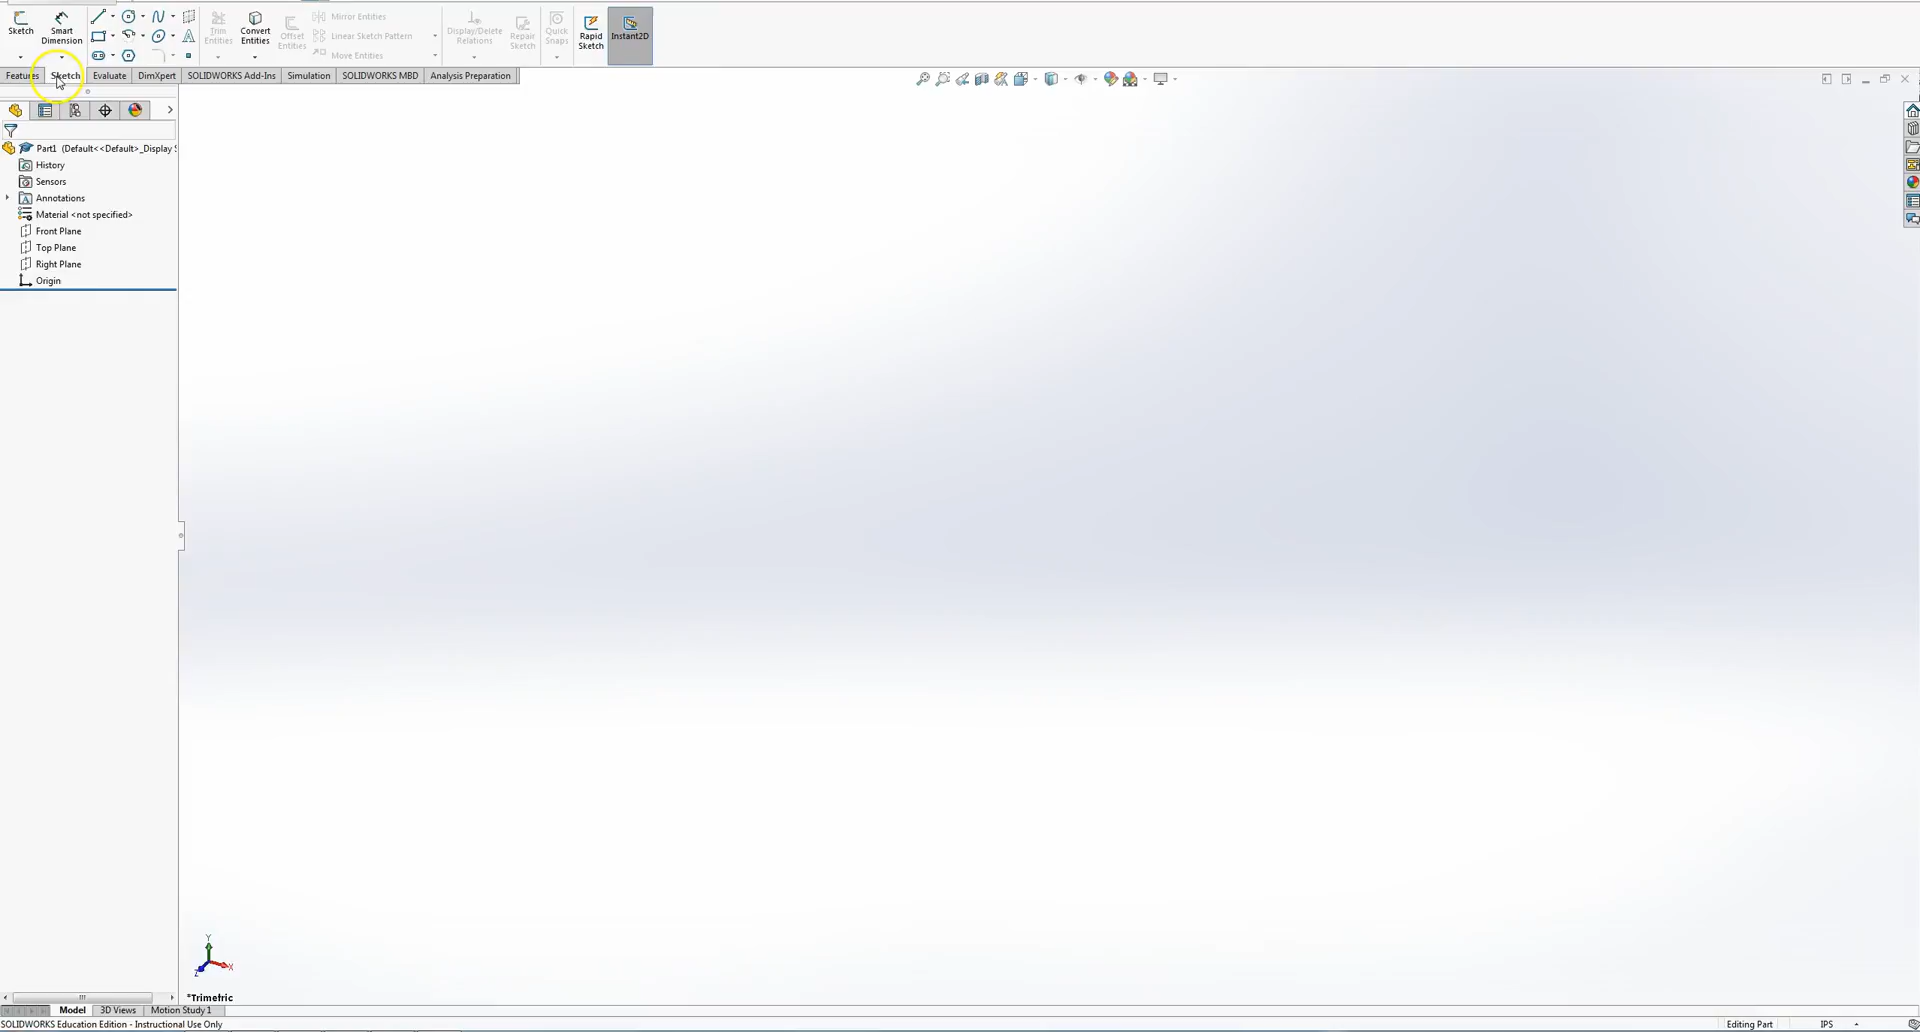 Sketch
Smart
Dimension
Trim
Entities
Convert
Entities
Offset
Entities
Mirror Entities
Linear Sketch Pattern
Move Entities
Display/Delete
Relations
Repair
Sketch
Quick
Snaps
Rapid
Sketch
Instant2D
Features
Sketch
Evaluate
DimXpert
SOLIDWORKS Add-Ins
Simulation
SOLIDWORKS MBD
Analysis Preparation
Part1 (Default<<Default>_Display S
History
Sensors
Annotations
Material <not specified>
Front Plane
Top Plane
Right Plane
Origin
Y
X
Z
*Trimetric
Model
3D Views
Motion Study 1
SOLIDWORKS Education Edition - Instructional Use Only
Editing Part
IPS